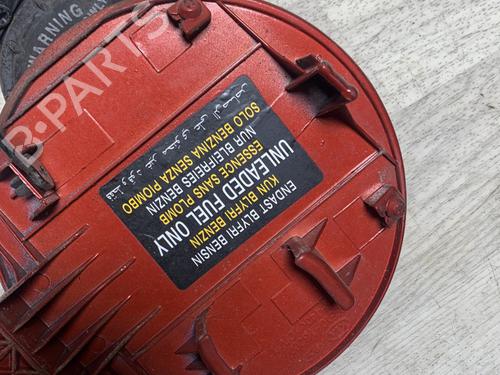 WARNING
ENDAST BLYFRI BENSIN
KUN BLYFRI BENZIN
UNLEADED FUEL ONLY
ESSENCE SANS PLOMB
NUR BLEIFREIES BENZIN
SOLO BENZINA SENZA PIOMBO
B-PARTS